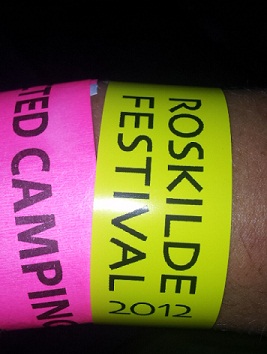 TED CAMPING
ROSKILDE
FESTIVAL
2012